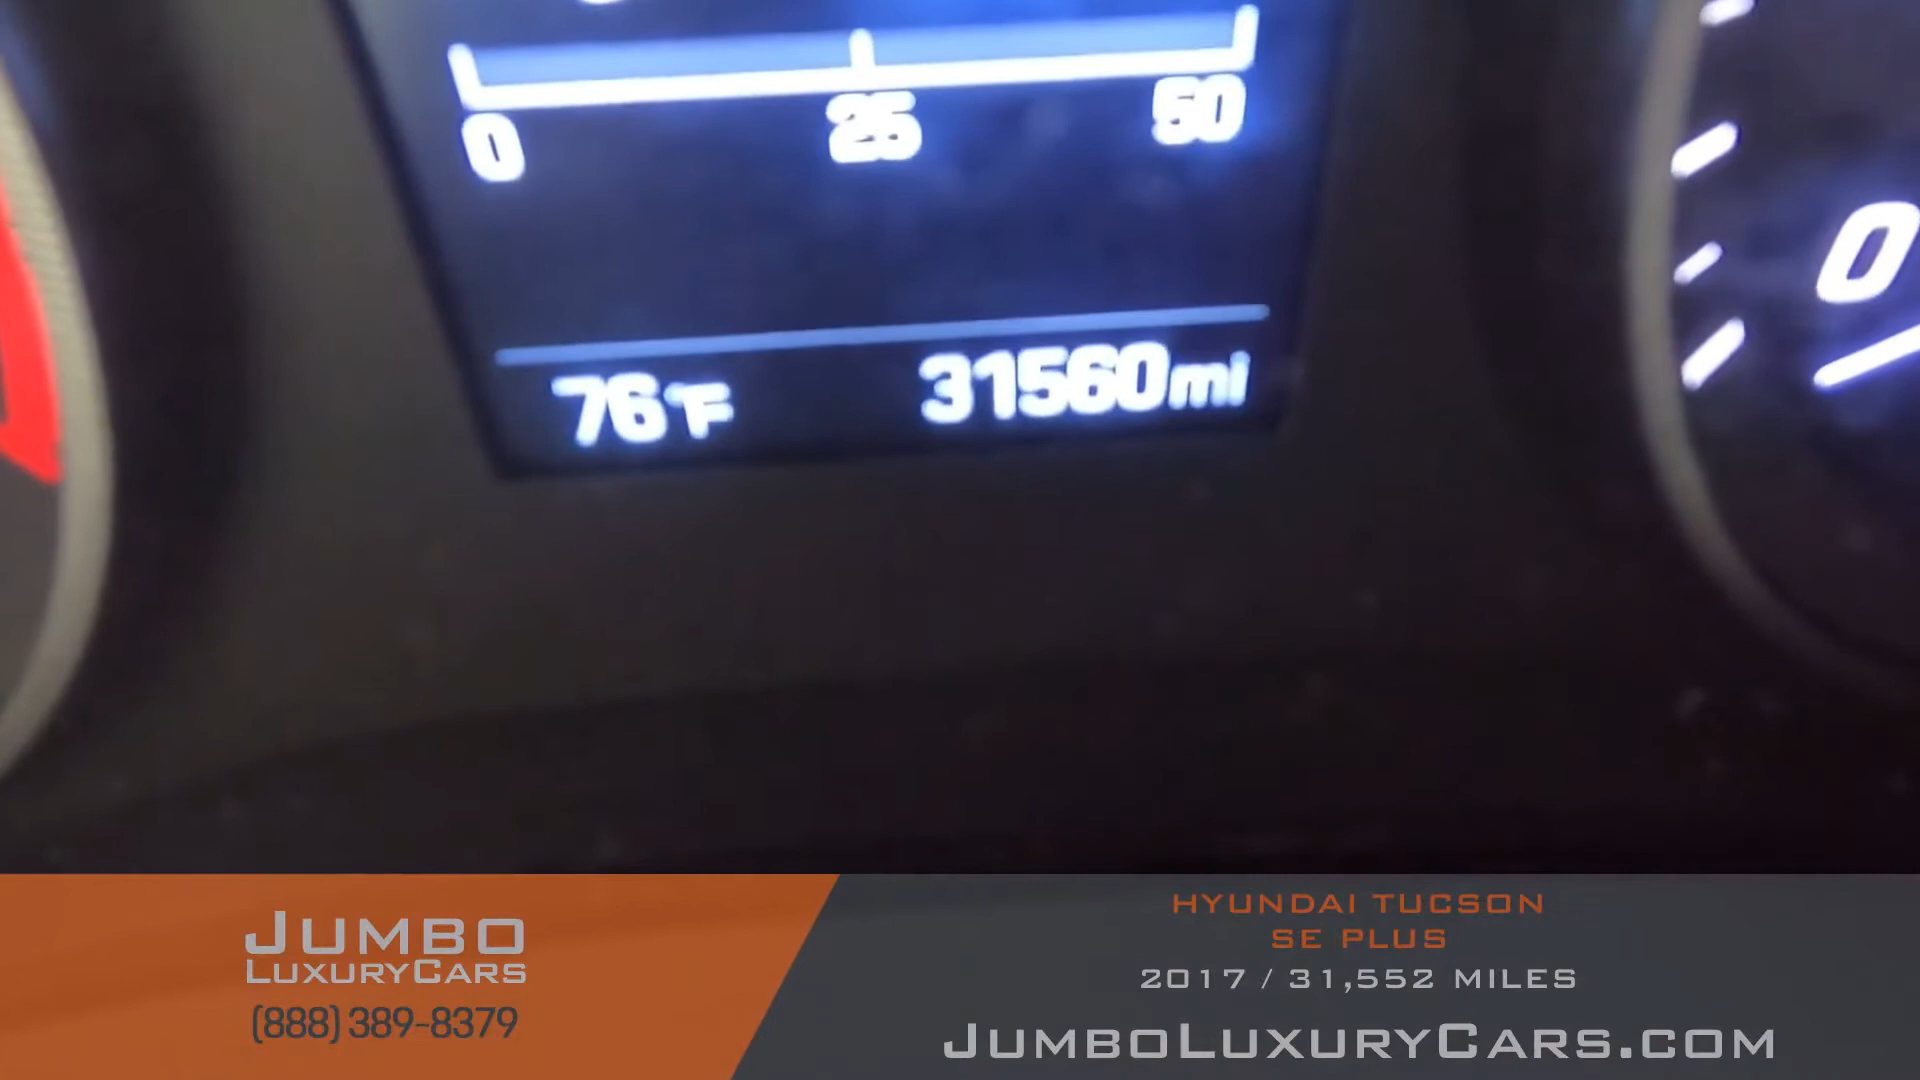 0 25 50
76°F 31560mi
0
JUMBO
LUXURYCARS
(888) 389-8379
HYUNDAI TUCSON
SE PLUS
2017 / 31,552 MILES
JUMBOLUXURYCARS.COM